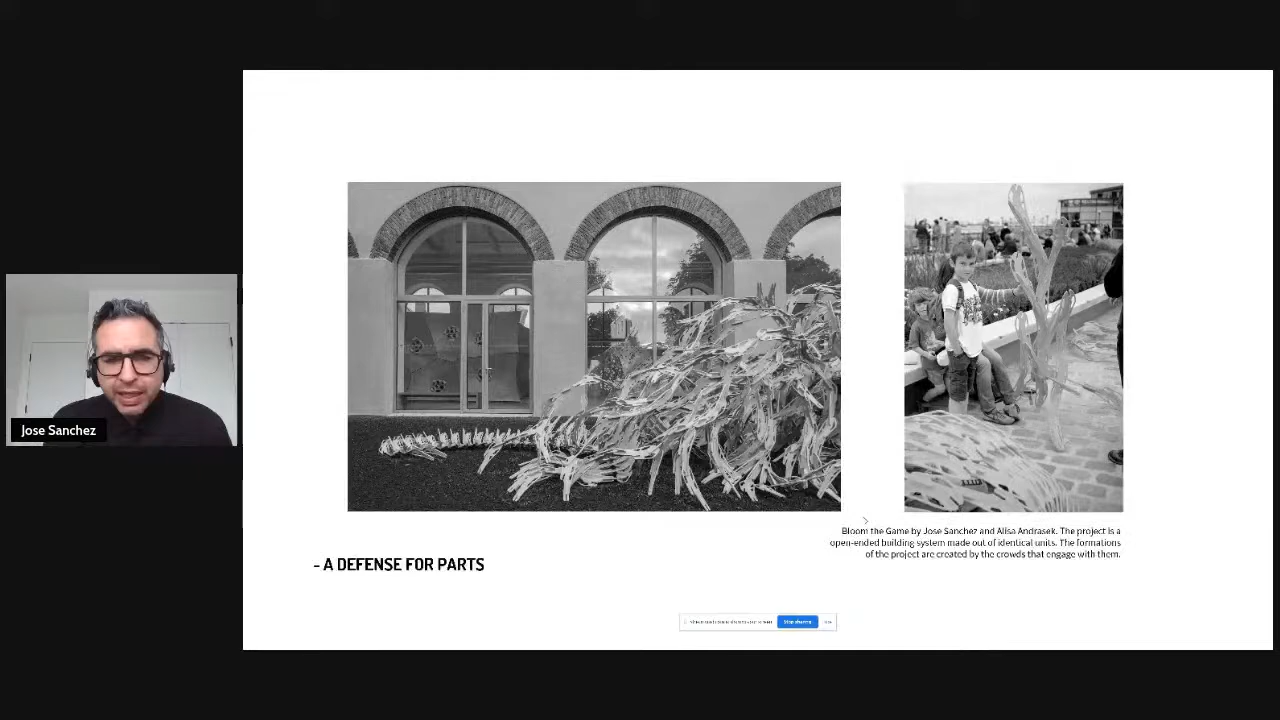 Jose Sanchez
Bloom the Game by Jose Sanchez and Alisa Andrasek. The project is a
open-ended building system made out of identical units. The formations
of the project are created by the crowds that engage with them.
– A DEFENSE FOR PARTS
Stop sharing